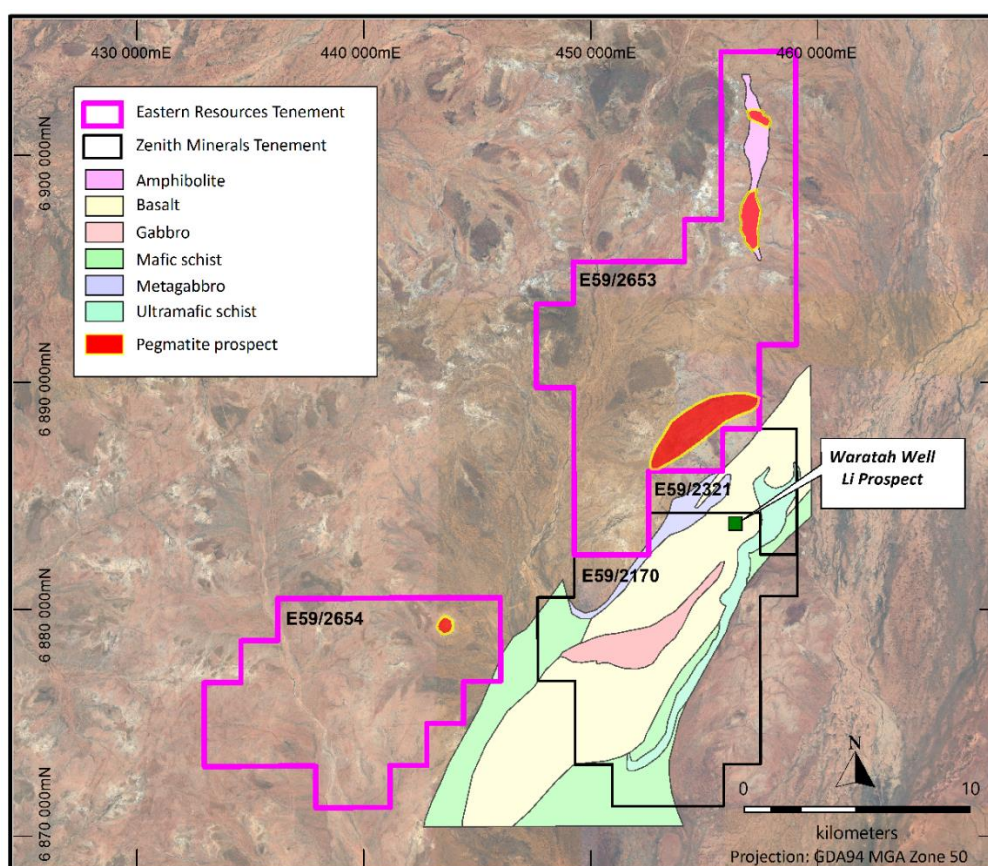 430 000mE
440 000mE
450 000mE
460 000mE
6 900 000mN
6 890 000mN
6 880 000mN
6 870 000mN
Eastern Resources Tenement
Zenith Minerals Tenement
Amphibolite
Basalt
Gabbro
Mafic schist
Metagabbro
Ultramafic schist
Pegmatite prospect
E59/2653
Waratah Well
Li Prospect
E59/2321
E59/2170
E59/2654
N
0
10
kilometers
Projection: GDA94 MGA Zone 50